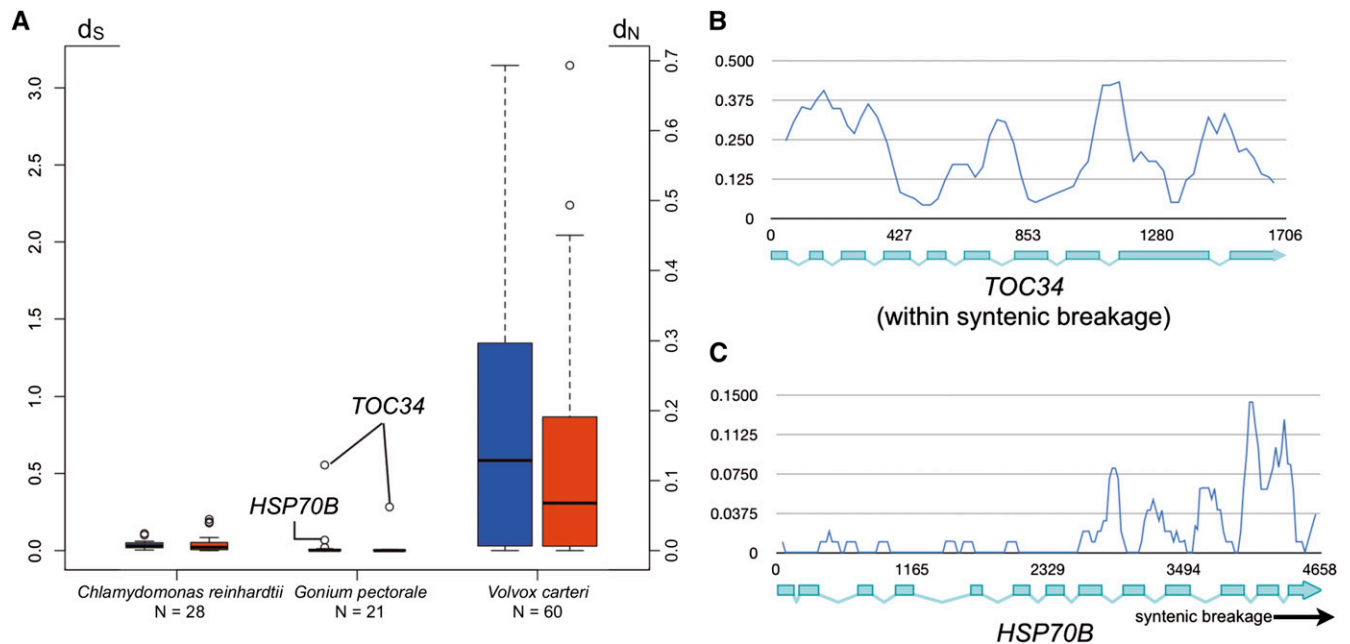 A
dS
dN
3.0
2.5
2.0
1.5
1.0
0.5
0.0
0.7
0.6
0.5
0.4
0.3
0.2
0.1
0.0
TOC34
HSP70B
Chlamydomonas reinhardtii
N = 28
Gonium pectorale
N = 21
Volvox carteri
N = 60
B
0.500
0.375
0.250
0.125
0
0 427 853 1280 1706
TOC34
(within syntenic breakage)
C
0.1500
0.1125
0.0750
0.0375
0
0 1165 2329 3494 4658
syntenic breakage
HSP70B